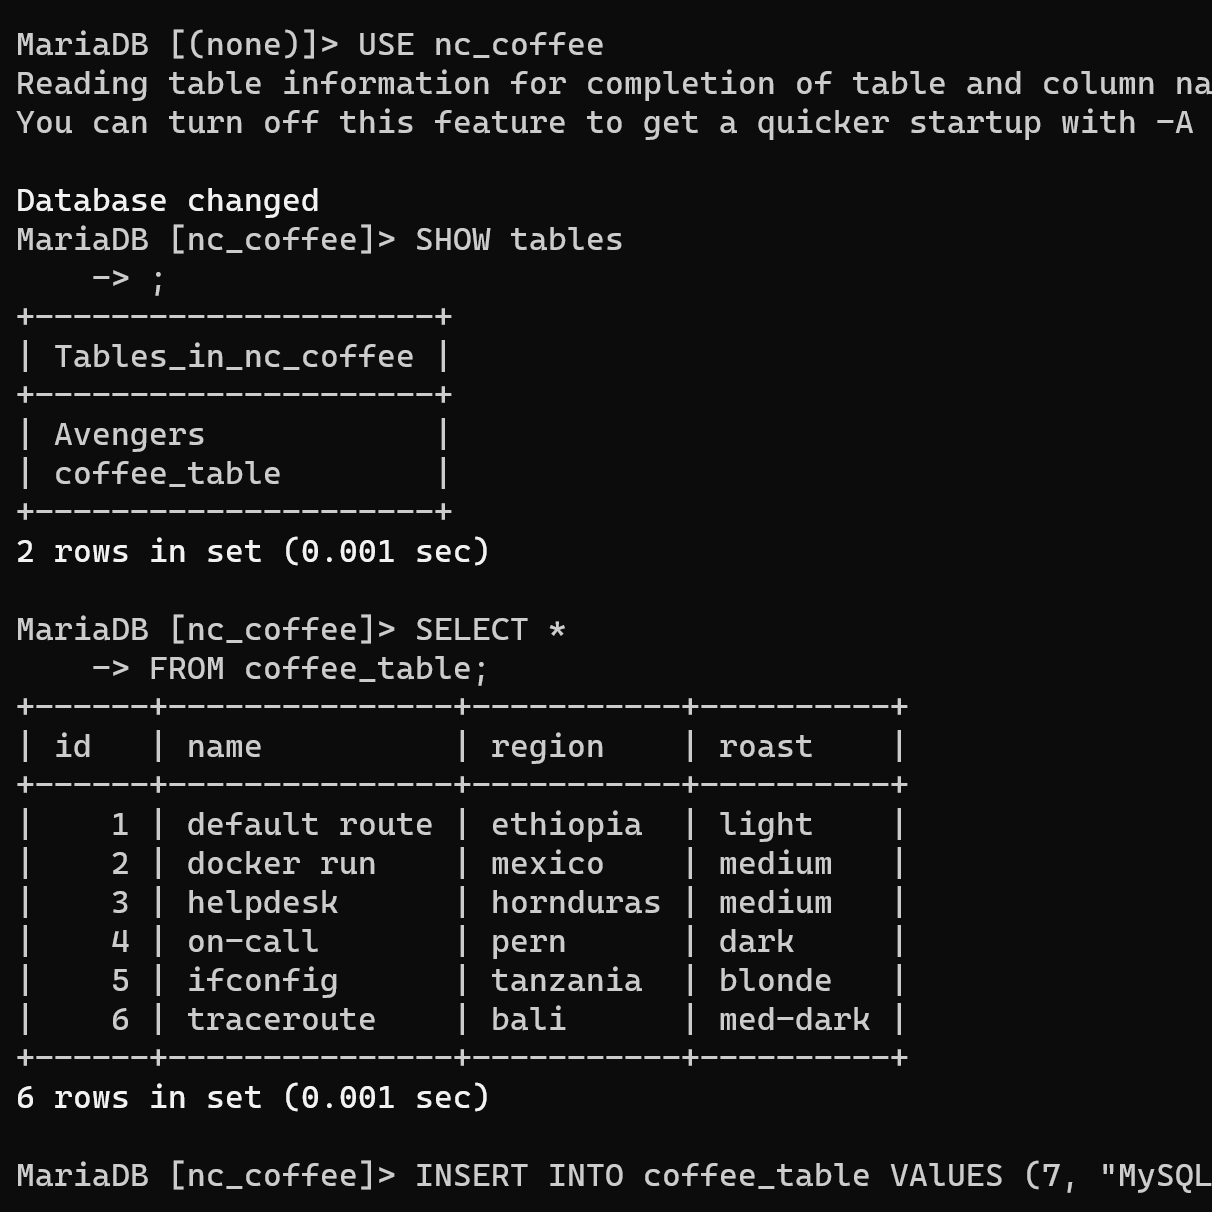 MariaDB [(none)]> USE nc_coffee
Reading table information for completion of table and column na
You can turn off this feature to get a quicker startup with -A

Database changed
MariaDB [nc_coffee]> SHOW tables
    -> ;
+---------------------+
| Tables_in_nc_coffee |
+---------------------+
| Avengers            |
| coffee_table        |
+---------------------+
2 rows in set (0.001 sec)

MariaDB [nc_coffee]> SELECT *
    -> FROM coffee_table;
+------+---------------+-----------+----------+
| id   | name          | region    | roast    |
+------+---------------+-----------+----------+
|    1 | default route | ethiopia  | light    |
|    2 | docker run    | mexico    | medium   |
|    3 | helpdesk      | hornduras | medium   |
|    4 | on-call       | pern      | dark     |
|    5 | ifconfig      | tanzania  | blonde   |
|    6 | traceroute    | bali      | med-dark |
+------+---------------+-----------+----------+
6 rows in set (0.001 sec)

MariaDB [nc_coffee]> INSERT INTO coffee_table VAlUES (7, "MySQL